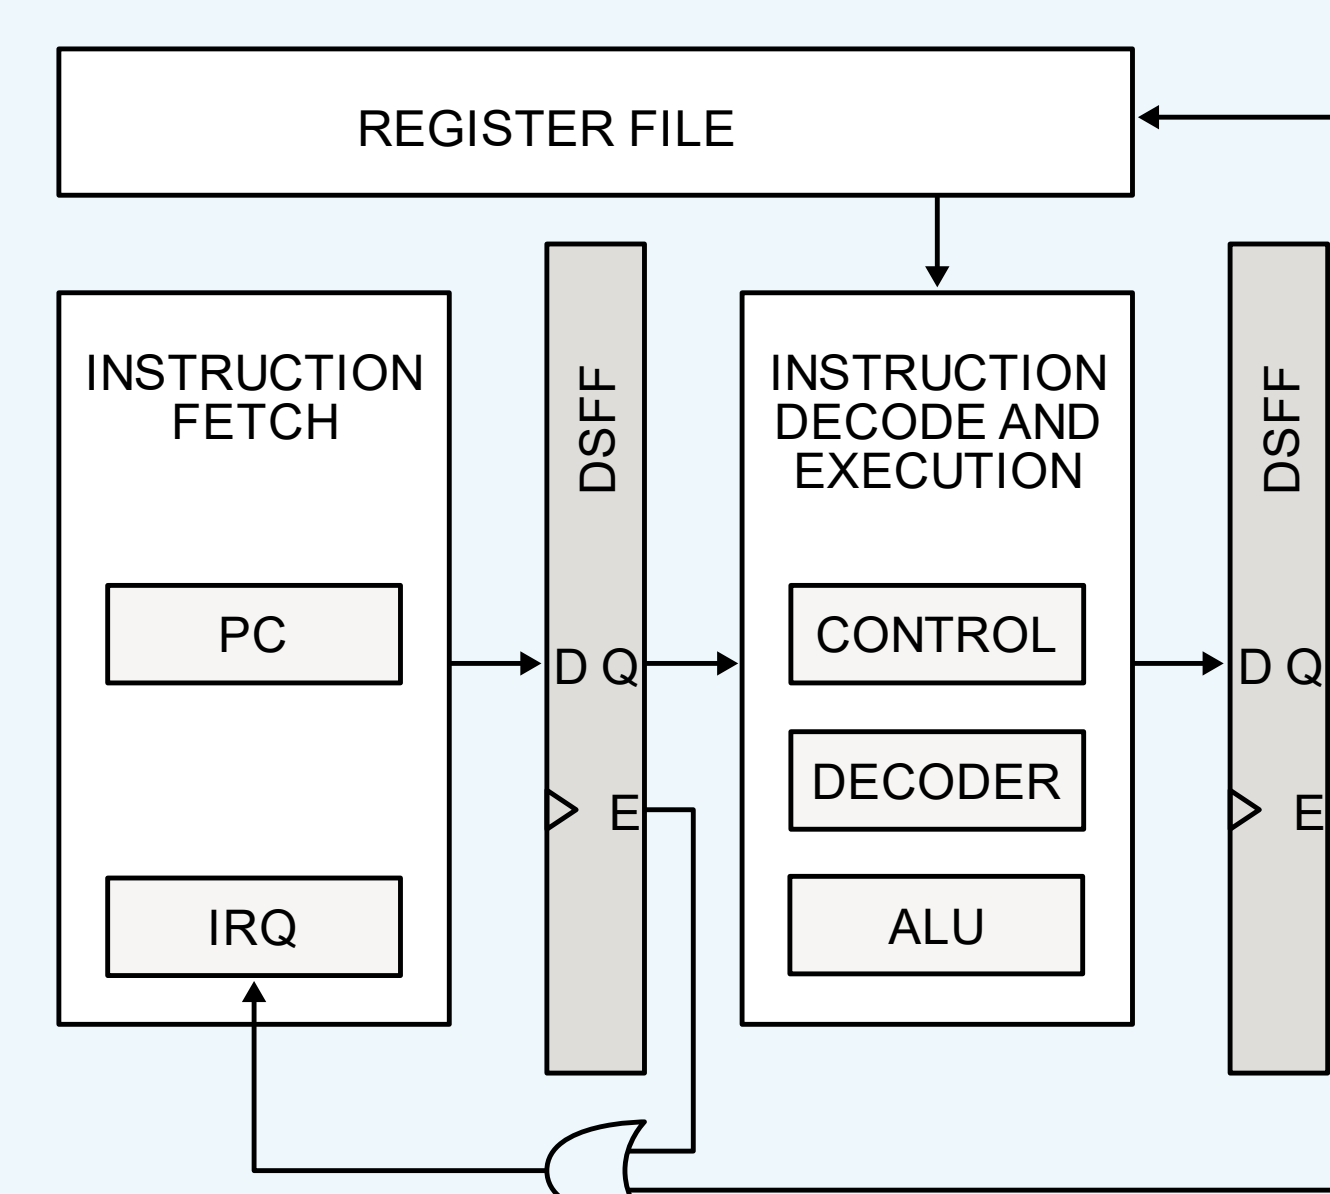 REGISTER FILE
INSTRUCTION
FETCH
PC
IRQ
DSFF
D Q
E
INSTRUCTION
DECODE AND
EXECUTION
CONTROL
DECODER
ALU
DSFF
D Q
E